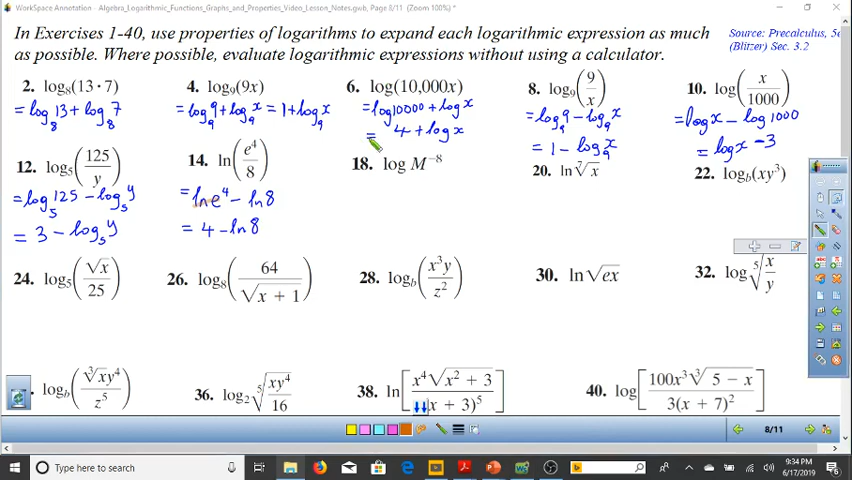 WorkSpace Annotation - Algebra_Logarithmic_Functions_Graphs_and_Properties_Video_Lesson_Notes.gwb, Page 8/11 (Zoom 100%) *
In Exercises 1-40, use properties of logarithms to expand each logarithmic expression as much
as possible. Where possible, evaluate logarithmic expressions without using a calculator.
Source: Precalculus, 5e
(Blitzer) Sec. 3.2
2. log₈(13 · 7)
= log₈ 13 + log₈ 7
4. log₉(9x)
= log₉ 9 + log₉ x = 1 + log₉ x
6. log(10,000x)
= log 10000 + log x
= 4 + log x
8. log₉(9/x)
= log₉ 9 - log₉ x
= 1 - log₉ x
10. log(x/1000)
= log x - log 1000
= log x - 3
12. log₅(125/y)
= log₅ 125 - log₅ y
= 3 - log₅ y
14. ln(e⁴/8)
= ln e⁴ - ln 8
= 4 - ln 8
18. log M⁻⁸
20. ln ⁷√x
22. log_b(xy³)
24. log₅(√x/25)
26. log₈(64/√(x + 1))
28. log_b(x³y/z²)
30. ln √ex
32. log ⁵√(x/y)
. log_b(³√x y⁴/z⁵)
36. log₂ ⁵√(xy⁴/16)
38. ln[x⁴√(x² + 3)/x + 3)⁵]
40. log[100x³ ³√(5 - x)/3(x + 7)²]
8/11
Type here to search
9:34 PM
6/17/2019